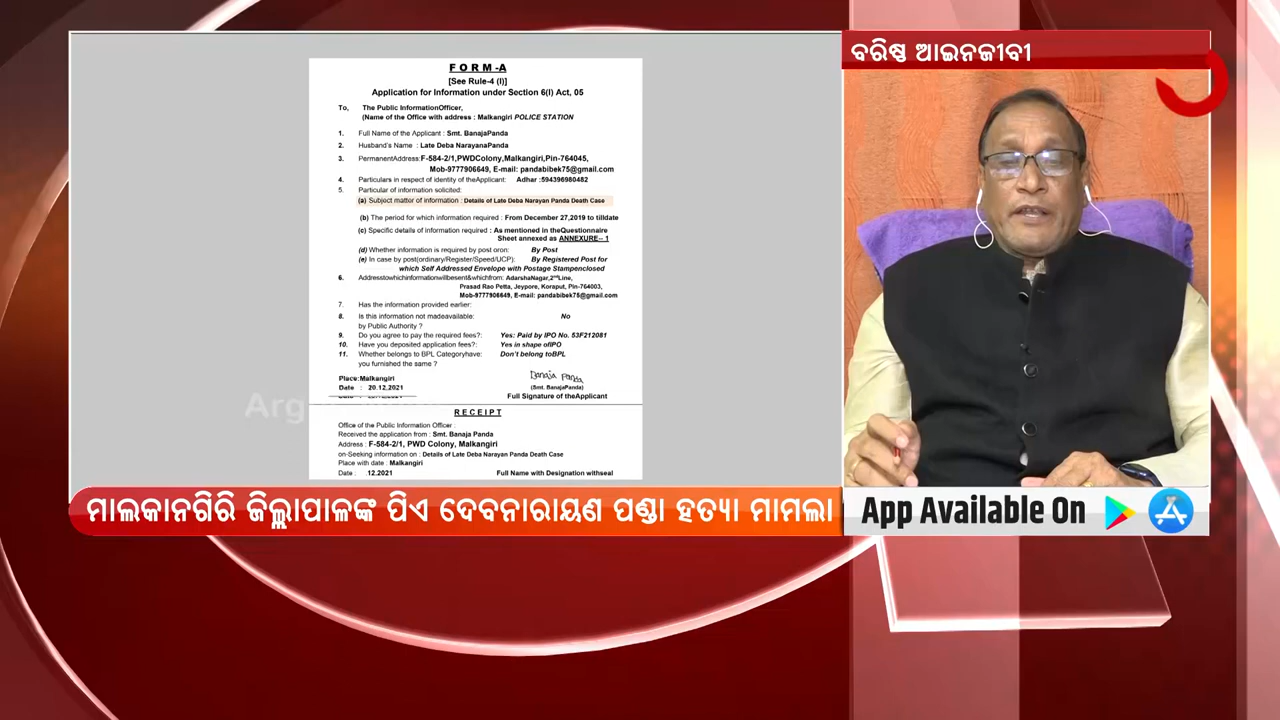 FORM-A
[See Rule-4 (I)]
Application for Information under Section 6(I) Act, 05
To, The Public InformationOfficer,
(Name of the Office with address : Malkangiri POLICE STATION
1. Full Name of the Applicant : Smt. BanajaPanda
2. Husband's Name : Late Deba NarayanaPanda
3. PermanentAddress:F-584-2/1,PWDColony,Malkangiri,Pin-764045,
Mob-9777906649, E-mail: pandabibek75@gmail.com
4. Particulars in respect of identity of theApplicant: Adhar :594396980482
5. Particular of information solicited:
(a) Subject matter of information : Details of Late Deba Narayan Panda Death Case
(b) The period for which information required : From December 27,2019 to tilldate
(c) Specific details of information required : As mentioned in theQuestionnaire
Sheet annexed as ANNEXURE-- 1
(d) Whether information is required by post oron: By Post
(e) In case by post(ordinary/Register/Speed/UCP): By Registered Post for
which Self Addressed Envelope with Postage Stampenclosed
6. Addresstowhichinformationwillbesent&whichfrom: AdarshaNagar,2ndLine,
Prasad Rao Petta, Jeypore, Koraput, Pin-764003,
Mob-9777906649, E-mail: pandabibek75@gmail.com
7. Has the information provided earlier:
8. Is this information not madeavailable: No
by Public Authority ?
9. Do you agree to pay the required fees?: Yes: Paid by IPO No. 53F212081
10. Have you deposited application fees?: Yes in shape ofIPO
11. Whether belongs to BPL Categoryhave: Don't belong toBPL
you furnished the same ?
Place:Malkangiri
Banaja Panda
Date : 20.12.2021
(Smt. BanajaPanda)
Full Signature of theApplicant
RECEIPT
Office of the Public Information Officer :
Received the application from : Smt. Banaja Panda
Address : F-584-2/1, PWD Colony, Malkangiri
on-Seeking information on : Details of Late Deba Narayan Panda Death Case
Place with date : Malkangiri
Date : 12.2021 Full Name with Designation withseal
Arg
ବରିଷ୍ଠ ଆଇନଜୀବୀ
ମାଲକାନଗିରି ଜିଲ୍ଲାପାଳଙ୍କ ପିଏ ଦେବନାରାୟଣ ପଣ୍ଡା ହତ୍ୟା ମାମଲା
App Available On